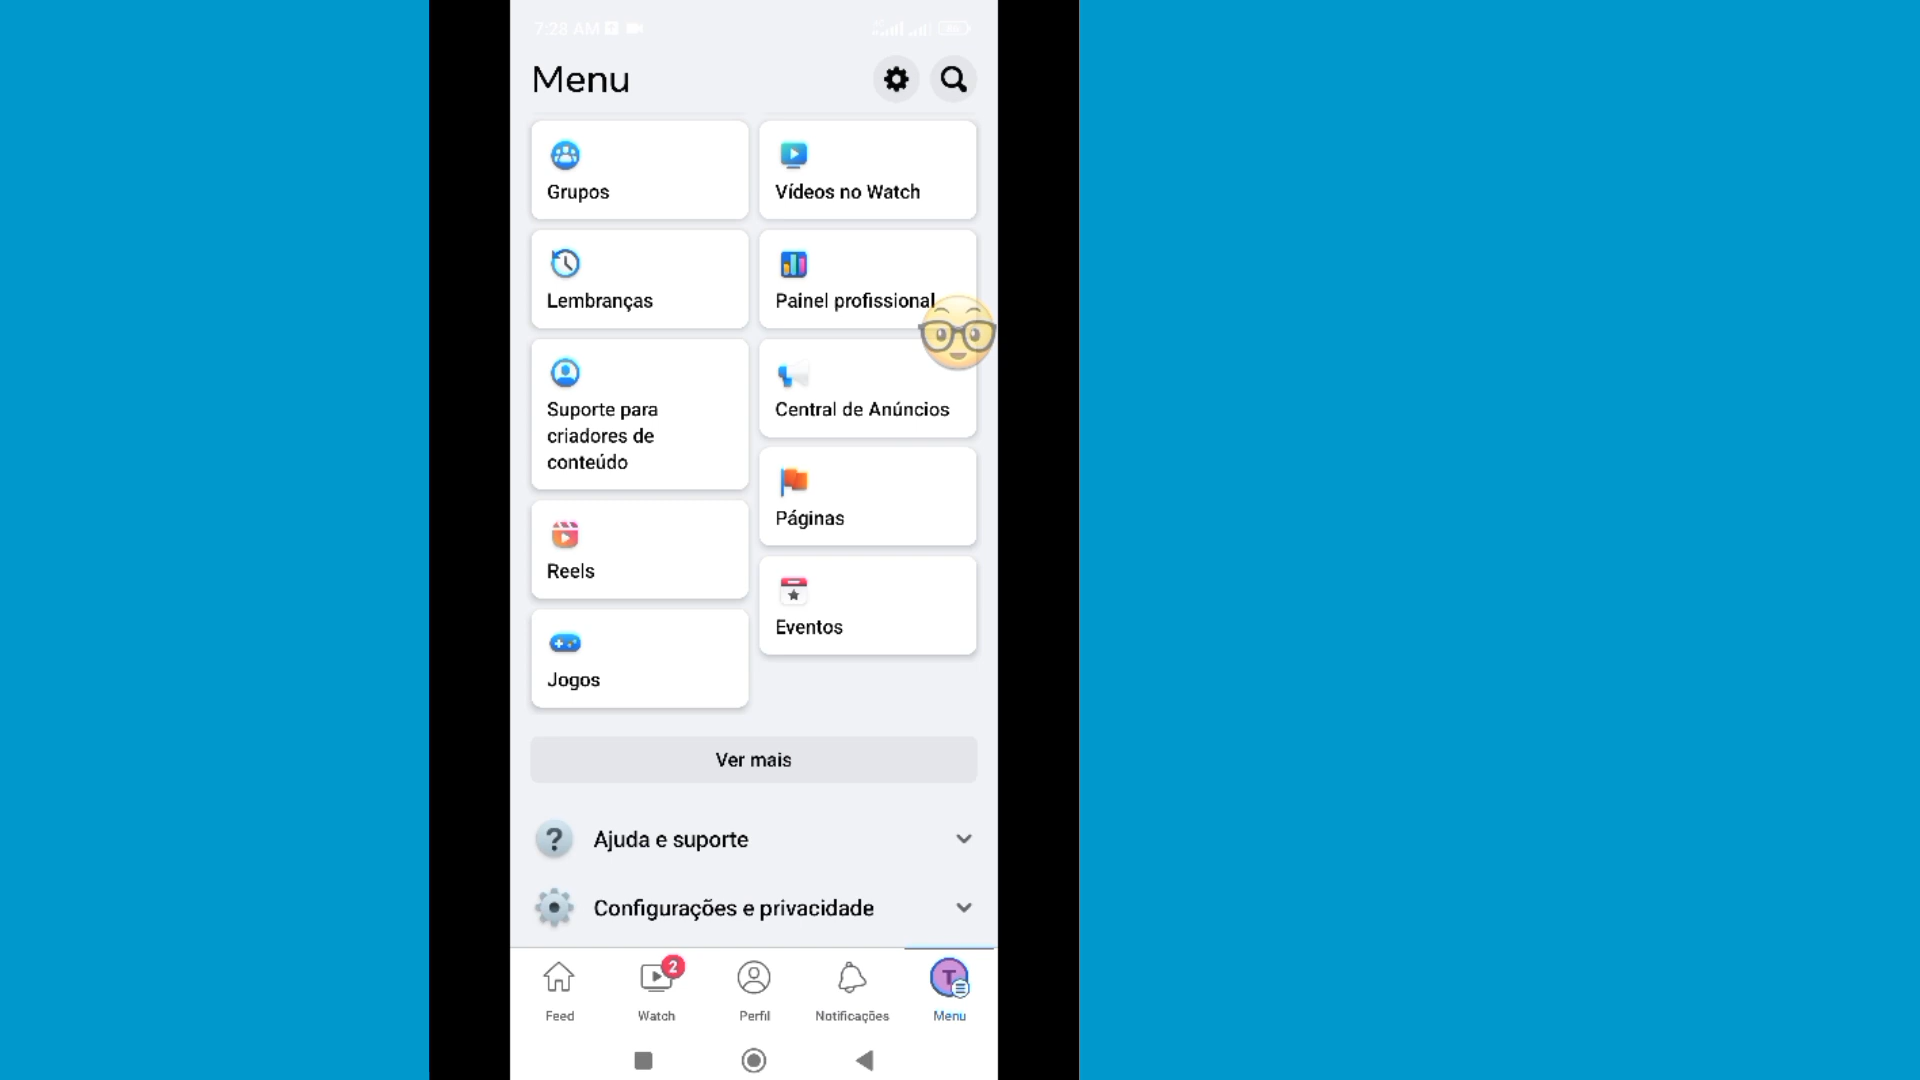 7:28 AM
Menu
Grupos
Vídeos no Watch
Lembranças
Painel profissional
Suporte para
criadores de
conteúdo
Central de Anúncios
Páginas
Reels
Eventos
Jogos
Ver mais
?
Ajuda e suporte
Configurações e privacidade
2
T
Feed
Watch
Perfil
Notificações
Menu